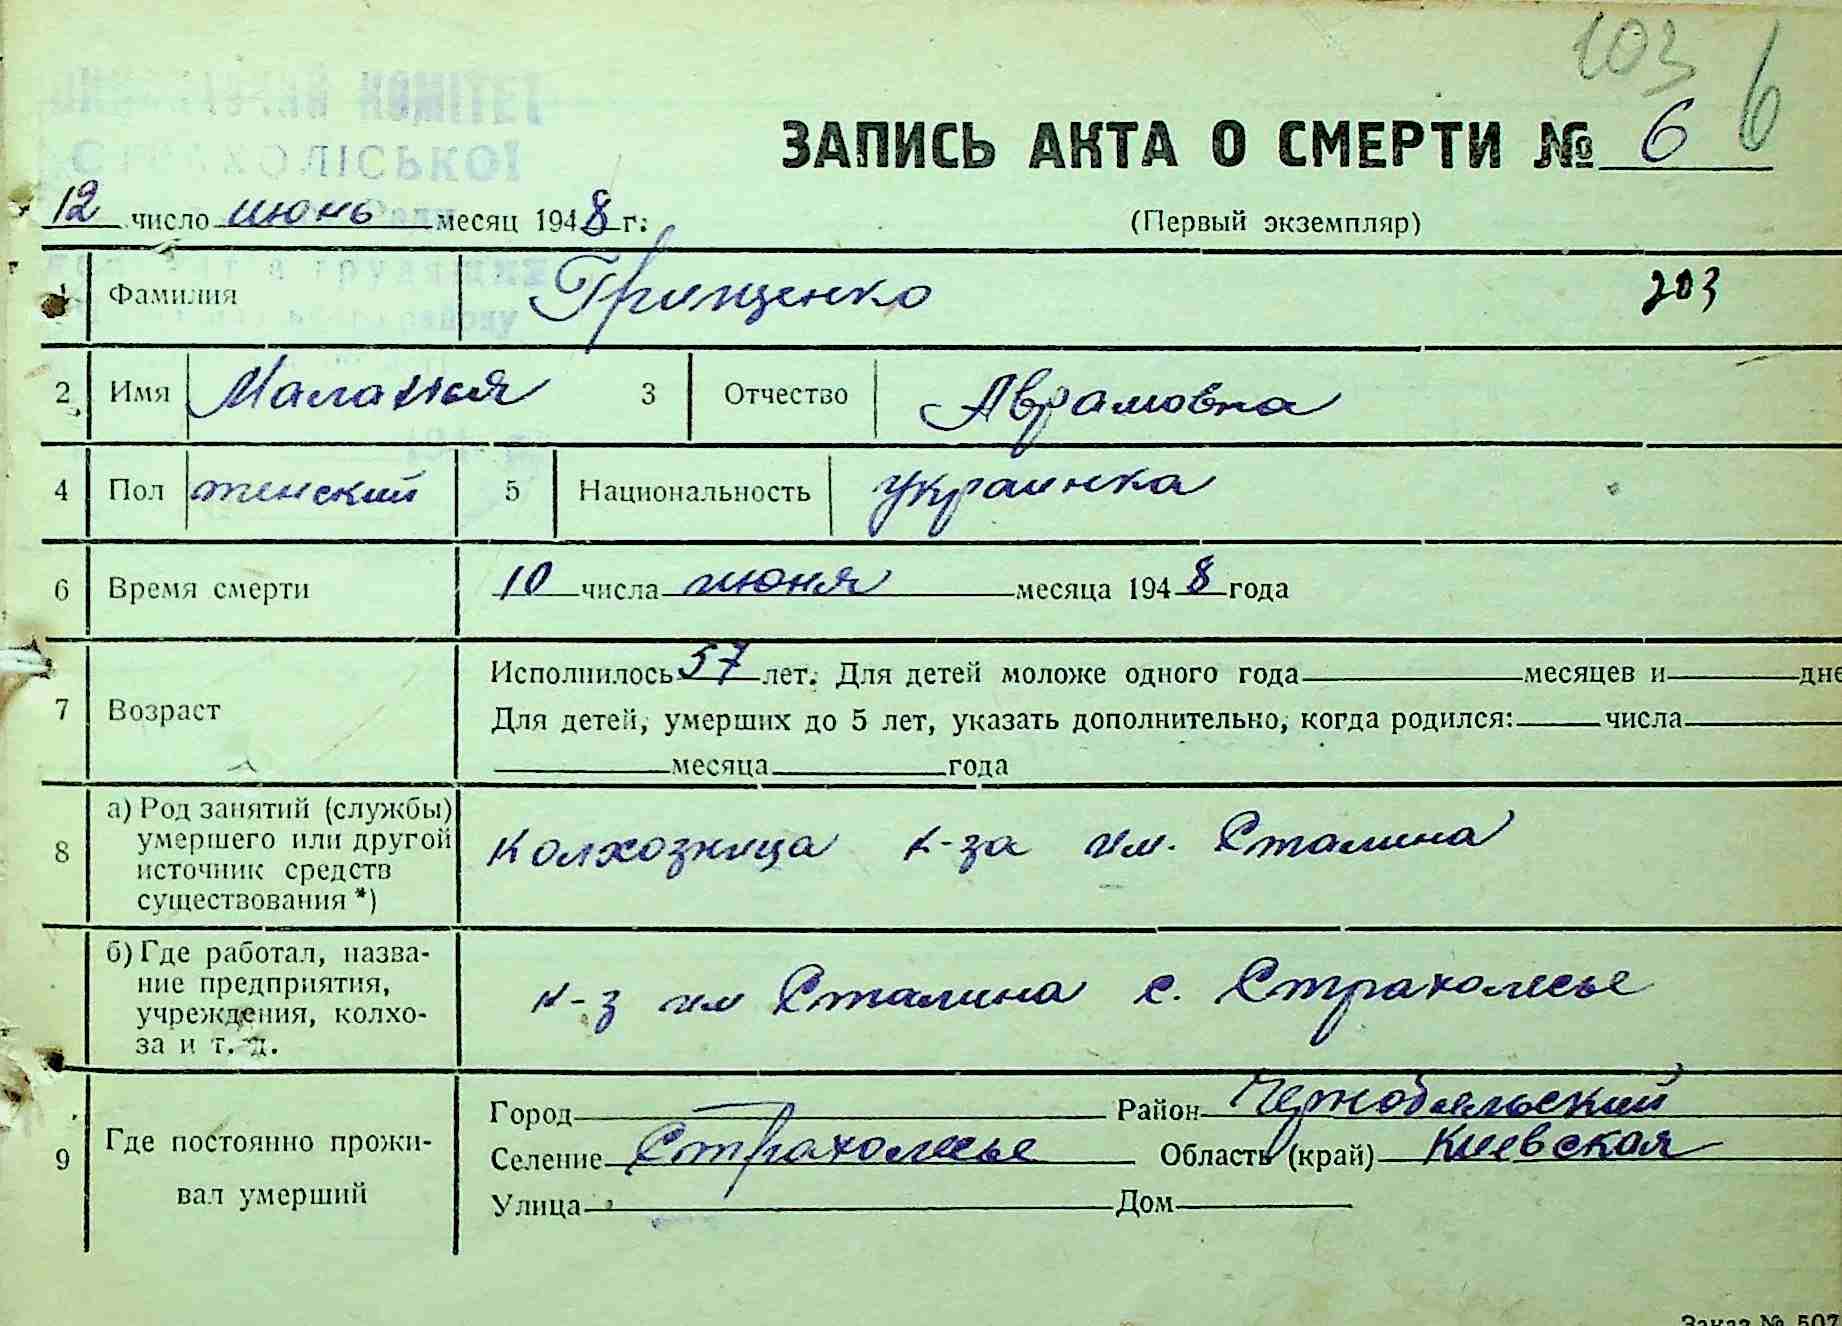 103 6
КОМІТЕТ
ЗАПИСЬ АКТА О СМЕРТИ № 6
12 число июнь месяц 1948 г.
(Первый экземпляр)
1 Фамилия Грищенко 203
2 Имя Маланья 3 Отчество Аврамовна
4 Пол женский 5 Национальность украинка
6 Время смерти 10 числа июня месяца 1948 года
Исполнилось 57 лет. Для детей моложе одного года месяцев и дне
7 Возраст Для детей, умерших до 5 лет, указать дополнительно, когда родился: числа
месяца года
8 а) Род занятий (службы)
умершего или другой
источник средств
существования *)
колхозница к-за им. Сталина
б) Где работал, назва-
ние предприятия,
учреждения, колхо-
за и т. д.
к-з им Сталина с. Страхолесье
9 Где постоянно прожи-
вал умерший
Город Район Чернобыльский
Селение Страхолесье Область (край) Киевская
Улица Дом
Заказ № 507